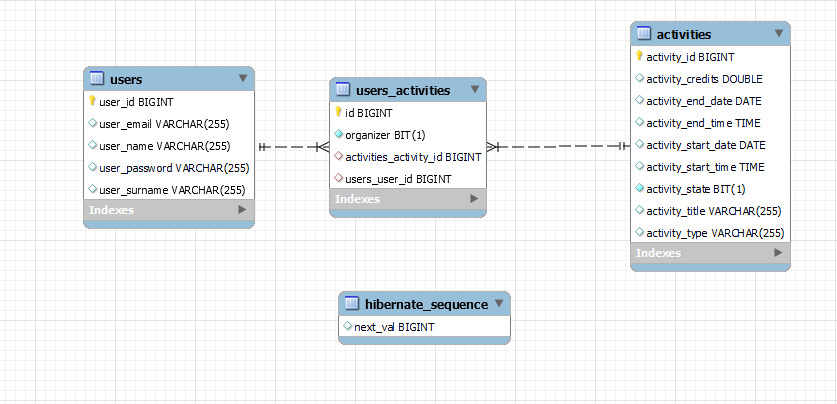 users
user_id BIGINT
user_email VARCHAR(255)
user_name VARCHAR(255)
user_password VARCHAR(255)
user_surname VARCHAR(255)
Indexes
users_activities
id BIGINT
organizer BIT(1)
activities_activity_id BIGINT
users_user_id BIGINT
Indexes
activities
activity_id BIGINT
activity_credits DOUBLE
activity_end_date DATE
activity_end_time TIME
activity_start_date DATE
activity_start_time TIME
activity_state BIT(1)
activity_title VARCHAR(255)
activity_type VARCHAR(255)
Indexes
hibernate_sequence
next_val BIGINT